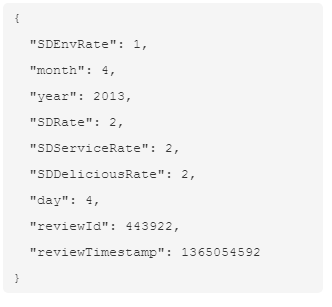 {
"SDEnvRate": 1,
"month": 4,
"year": 2013,
"SDRate": 2,
"SDServiceRate": 2,
"SDDeliciousRate": 2,
"day": 4,
"reviewId": 443922,
"reviewTimestamp": 1365054592
}